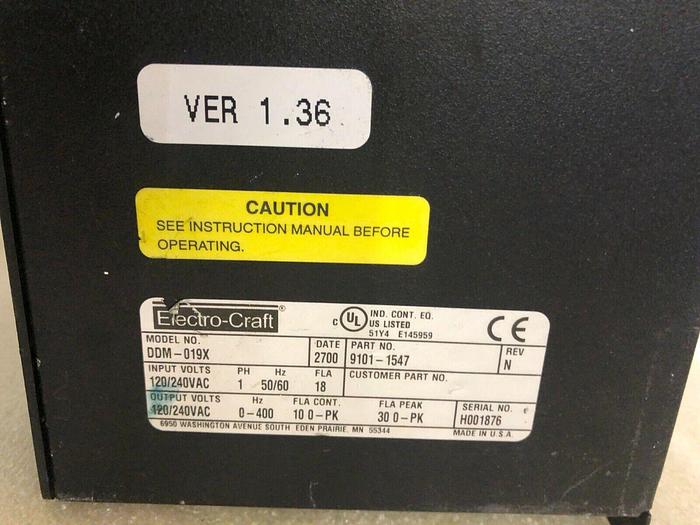 VER 1.36
CAUTION
SEE INSTRUCTION MANUAL BEFORE
OPERATING.
Electro-Craft ®
c UL US LISTED IND. CONT. EQ.
51Y4 E145959
CE
MODEL NO. DATE PART NO. REV
DDM-019X 2700 9101-1547 N
INPUT VOLTS PH Hz FLA CUSTOMER PART NO.
120/240VAC 1 50/60 18
OUTPUT VOLTS Hz FLA CONT. FLA PEAK SERIAL NO.
120/240VAC 0-400 10 0-PK 30 0-PK H001876
6950 WASHINGTON AVENUE SOUTH EDEN PRAIRIE, MN 55344 MADE IN U.S.A.